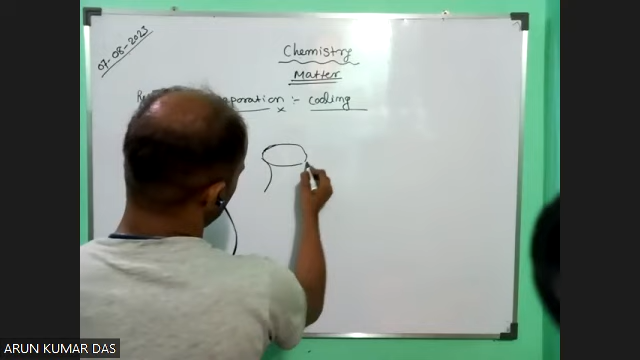 07-08-2023
Chemistry
Matter
:- cooling
×
ARUN KUMAR DAS